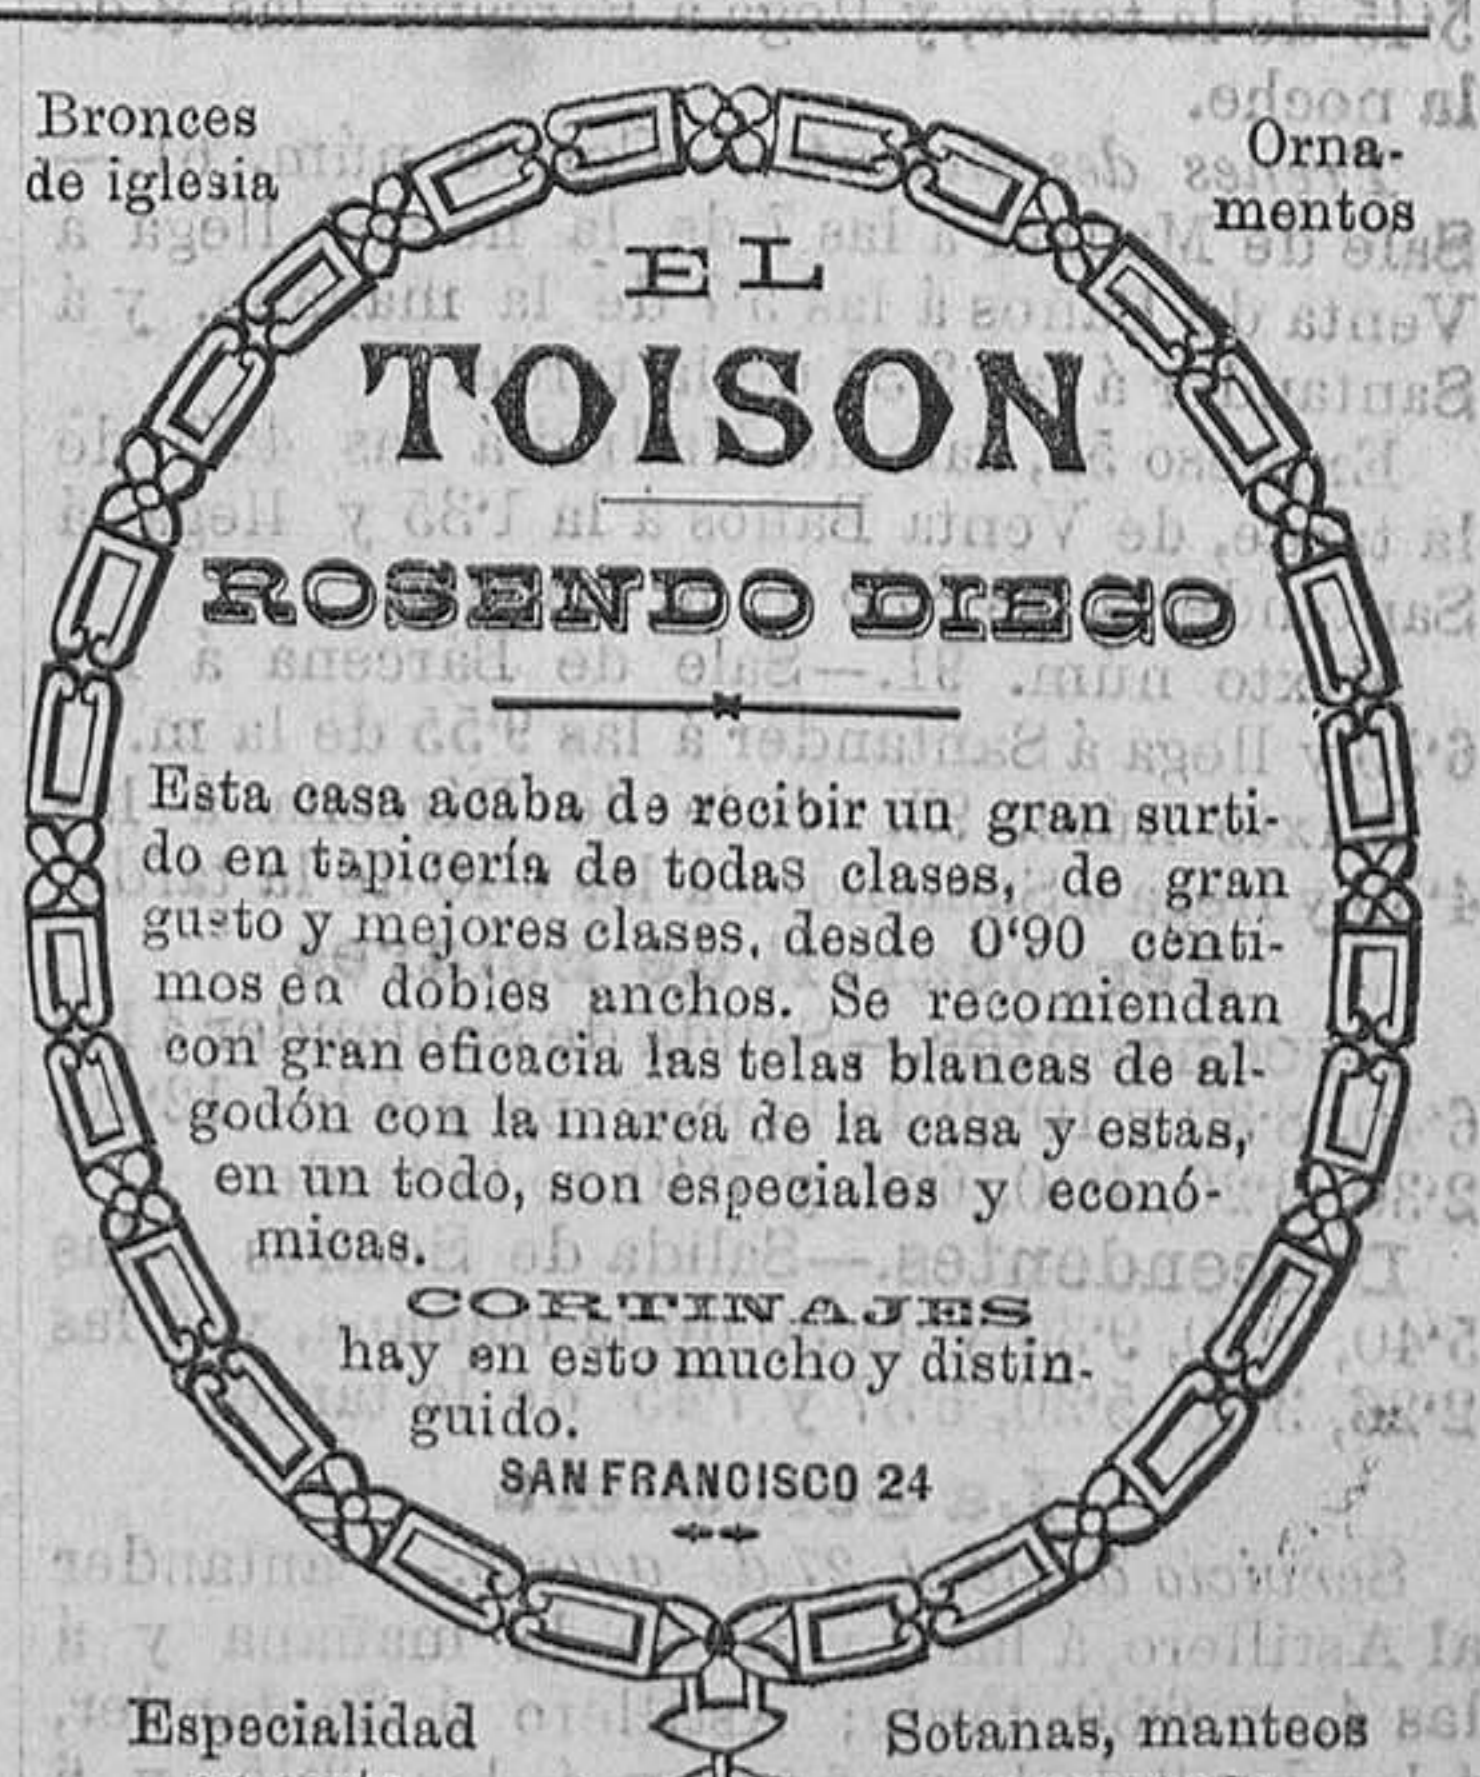 Bronces
de iglesia
Orna-
mentos
EL
TOISON
ROSENDO DIEGO
Esta casa acaba de recibir un gran surti-
do en tapicería de todas clases, de gran
gusto y mejores clases, desde 0'90 cénti-
mos en dobles anchos. Se recomiendan
con gran eficacia las telas blancas de al-
godón con la marca de la casa y estas,
en un todo, son especiales y econó-
micas.
CORTINAJES
hay en esto mucho y distin-
guido.
SAN FRANCISCO 24
Especialidad
Sotanas, manteos